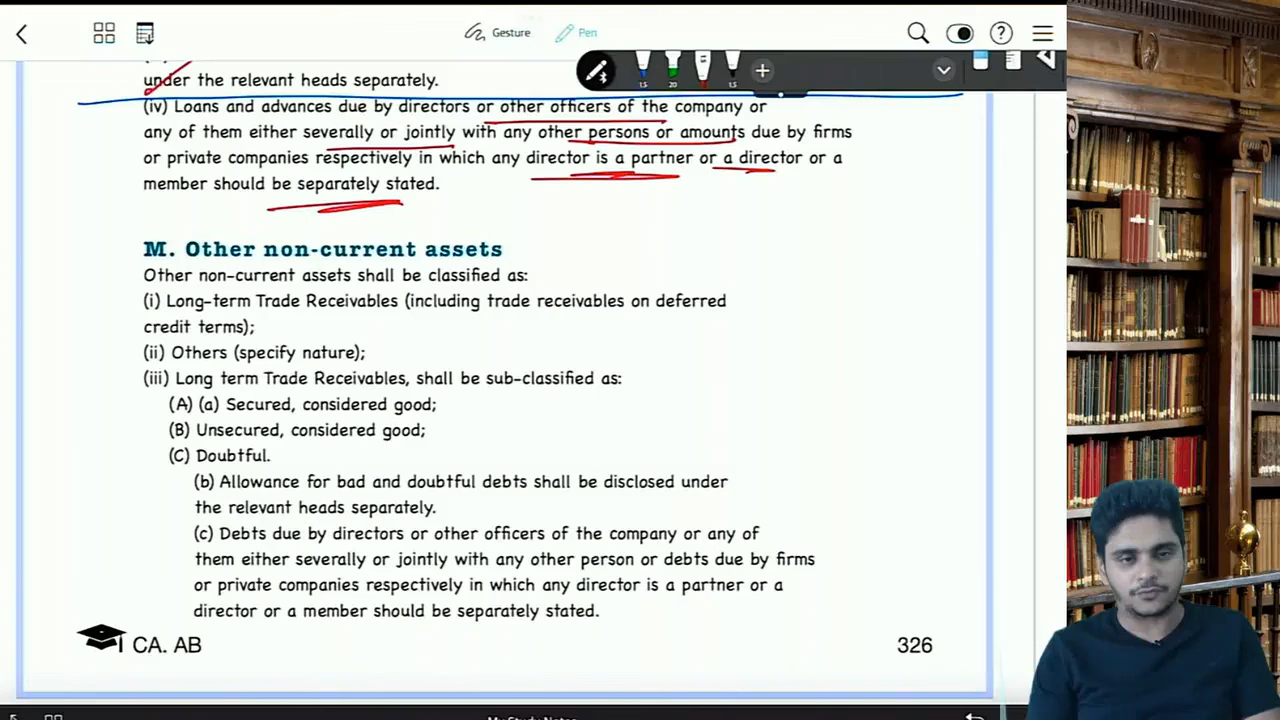 Gesture
Pen
under the relevant heads separately.
15
20
15
(iv) Loans and advances due by directors or other officers of the company or
any of them either severally or jointly with any other persons or amounts due by firms
or private companies respectively in which any director is a partner or a director or a
member should be separately stated.
M. Other non-current assets
Other non-current assets shall be classified as:
(i) Long-term Trade Receivables (including trade receivables on deferred
credit terms);
(ii) Others (specify nature);
(iii) Long term Trade Receivables, shall be sub-classified as:
(A) (a) Secured, considered good;
(B) Unsecured, considered good;
(C) Doubtful.
(b) Allowance for bad and doubtful debts shall be disclosed under
the relevant heads separately.
(c) Debts due by directors or other officers of the company or any of
them either severally or jointly with any other person or debts due by firms
or private companies respectively in which any director is a partner or a
director or a member should be separately stated.
CA. AB
326
My Study Notes